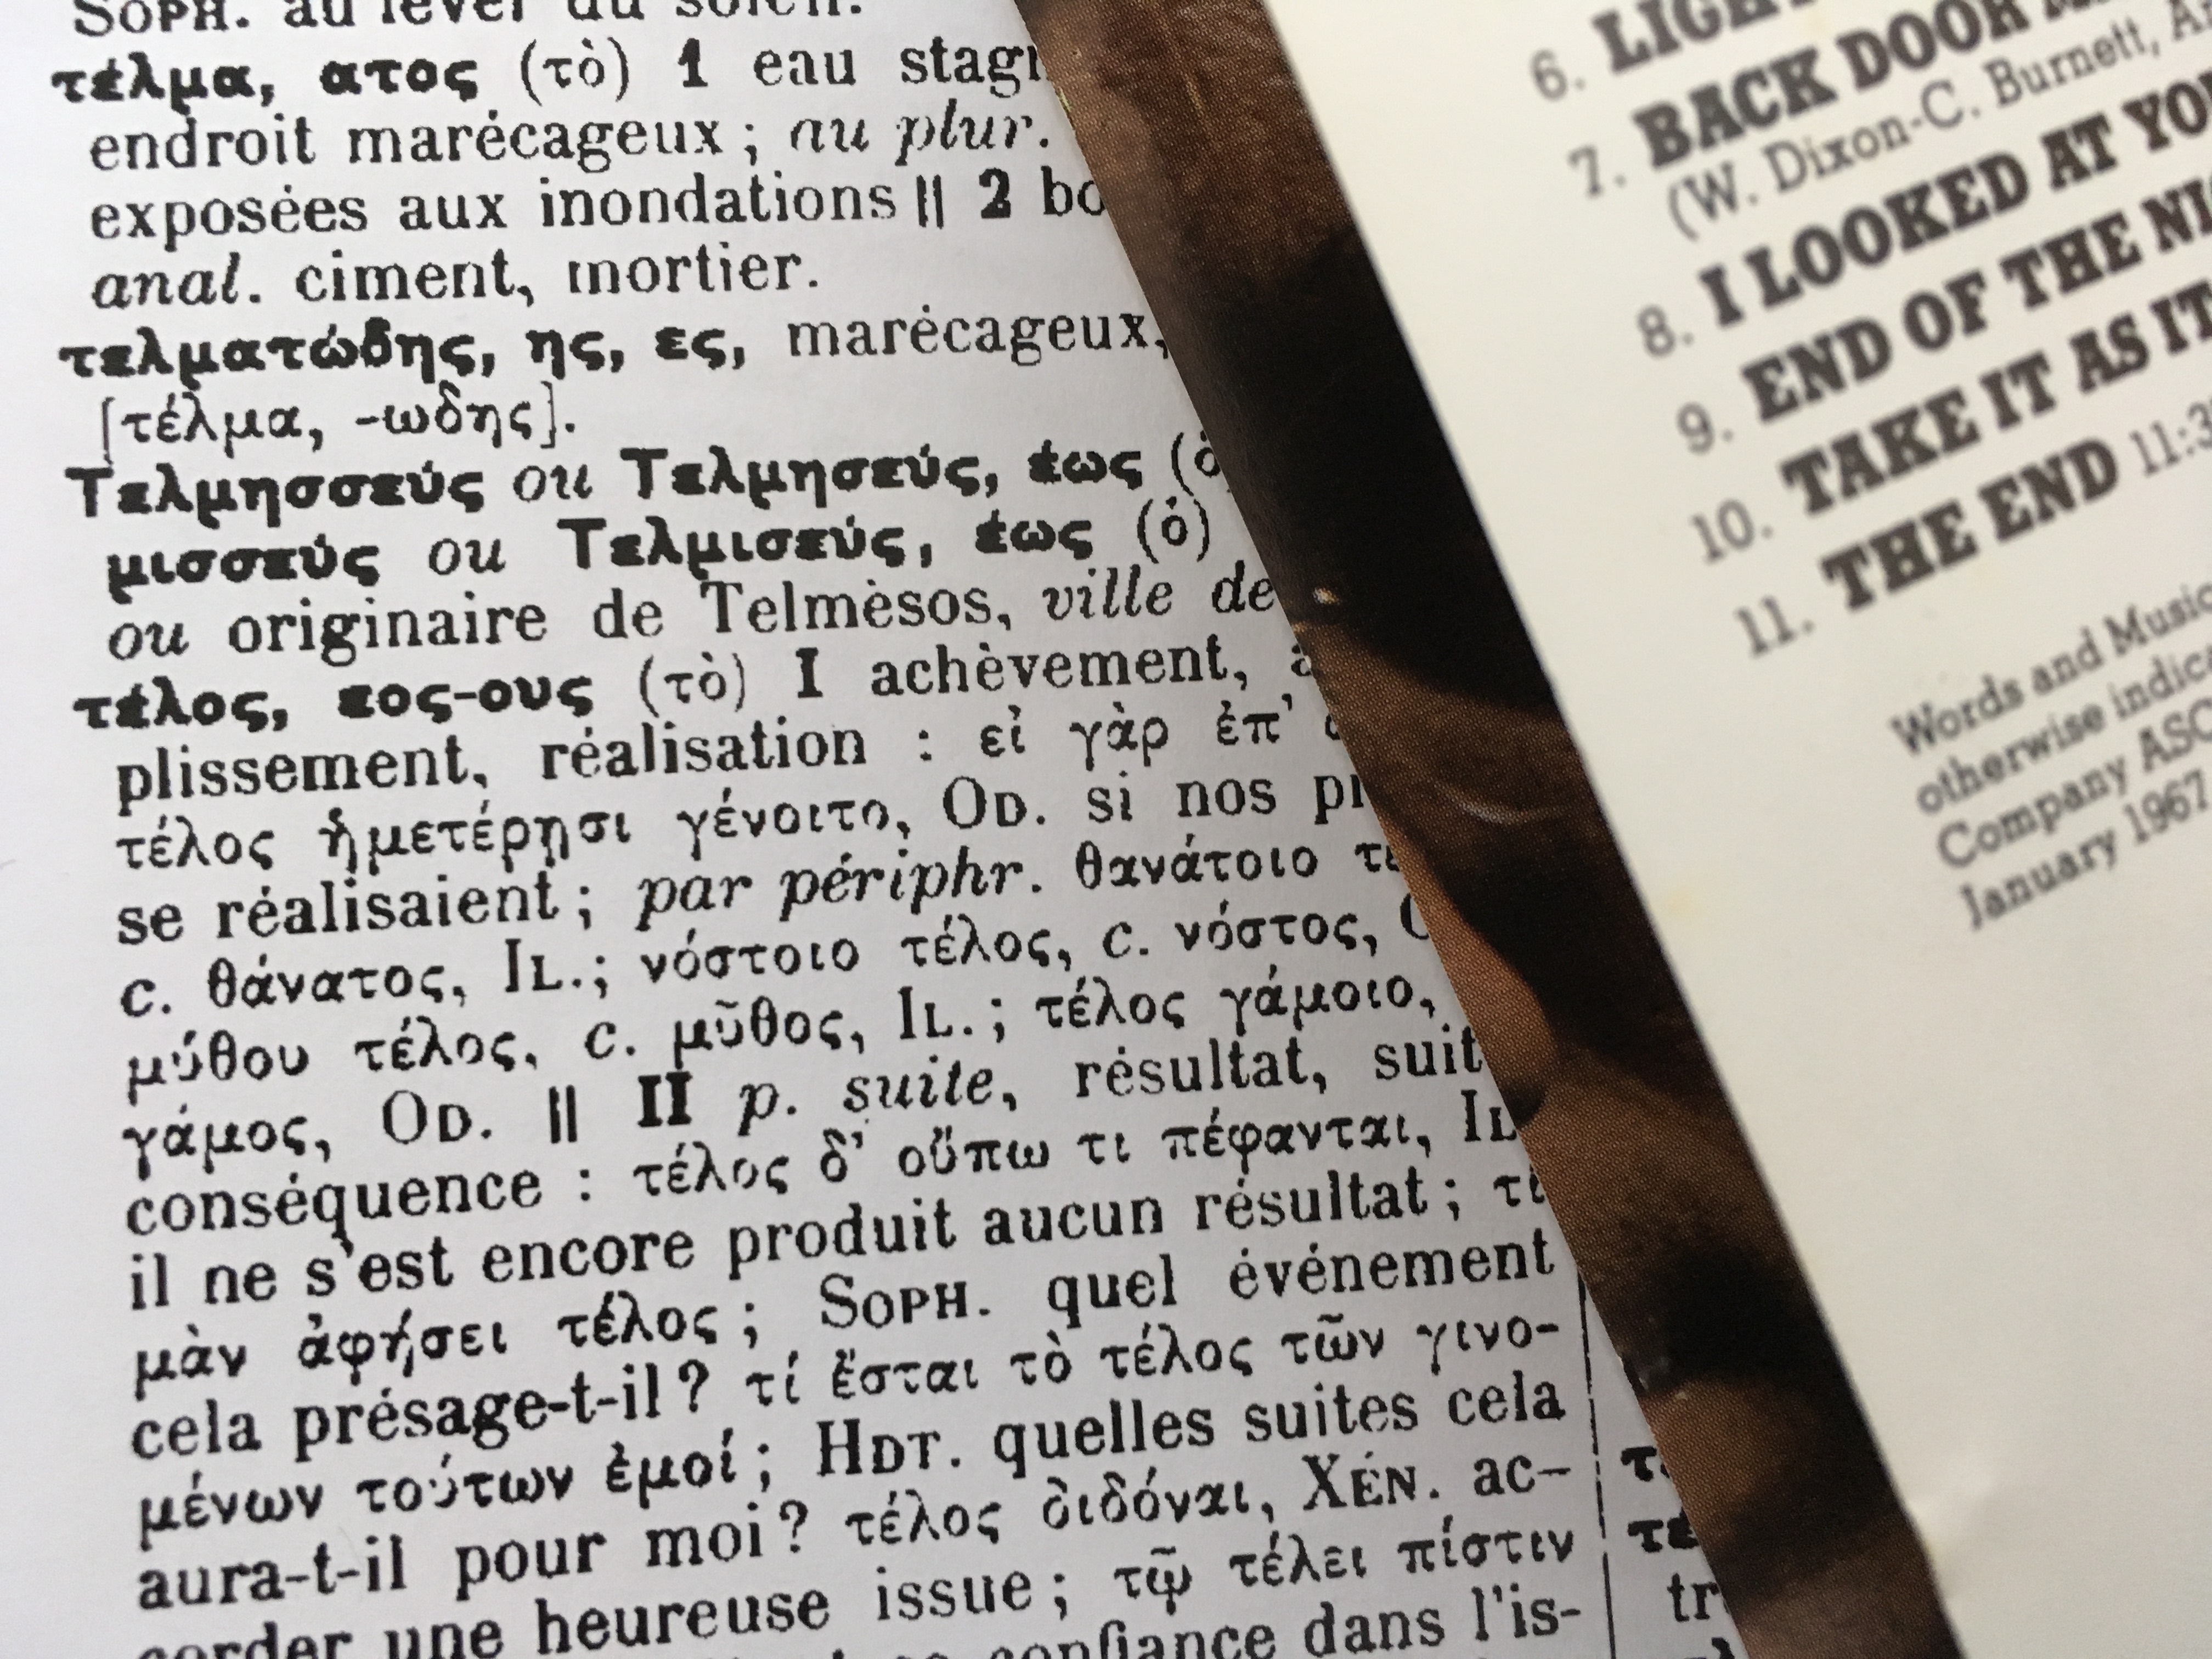 SOPH. au lever du soleil.
τέλμα, ατος (τὸ) 1 eau
endroit marécageux ; au plur.
exposées aux inondations || 2
anal. ciment, mortier.
τελματώδης, ης, ες, marécageux,
[τέλμα, -ωδης].
Τελμησσεύς ou Τελμησεύς, έως (ὁ
μισσεύς ou Τελμισεύς, έως (ὁ)
ou originaire de Telmèsos, ville de
τέλος, εος-ους (τὸ) I achèvement,
plissement, réalisation : εἰ γὰρ ἐπ’
τέλος ἡμετέρῃσι γένοιτο, OD. si nos
se réalisaient ; par périphr. θανάτοιο
c. θάνατος, IL.; νόστοιο τέλος, c. νόστος,
μύθου τέλος, c. μῦθος, IL. ; τέλος γάμοιο,
γάμος, OD. || II p. suite, résultat, suit
conséquence : τέλος δ’ οὔπω τι πέφανται, IL
il ne s'est encore produit aucun résultat ; τί
μὰν ἀφήσει τέλος ; SOPH. quel événement
cela présage-t-il ? τί ἔσται τὸ τέλος τῶν γινο-
μένων τούτων ἐμοί ; HDT. quelles suites cela
aura-t-il pour moi ? τέλος διδόναι, XÉN. ac-
corder une heureuse issue ; τῷ τέλει πίστιν
confiance dans l'is-
6. LIGHT
7. BACK DOOR
(W. Dixon-C. Burnett,
8. I LOOKED AT YOU
9. END OF THE NI
10. TAKE IT AS IT
11. THE END 11:3
Words and Music
otherwise indic
Company ASC
January 1967